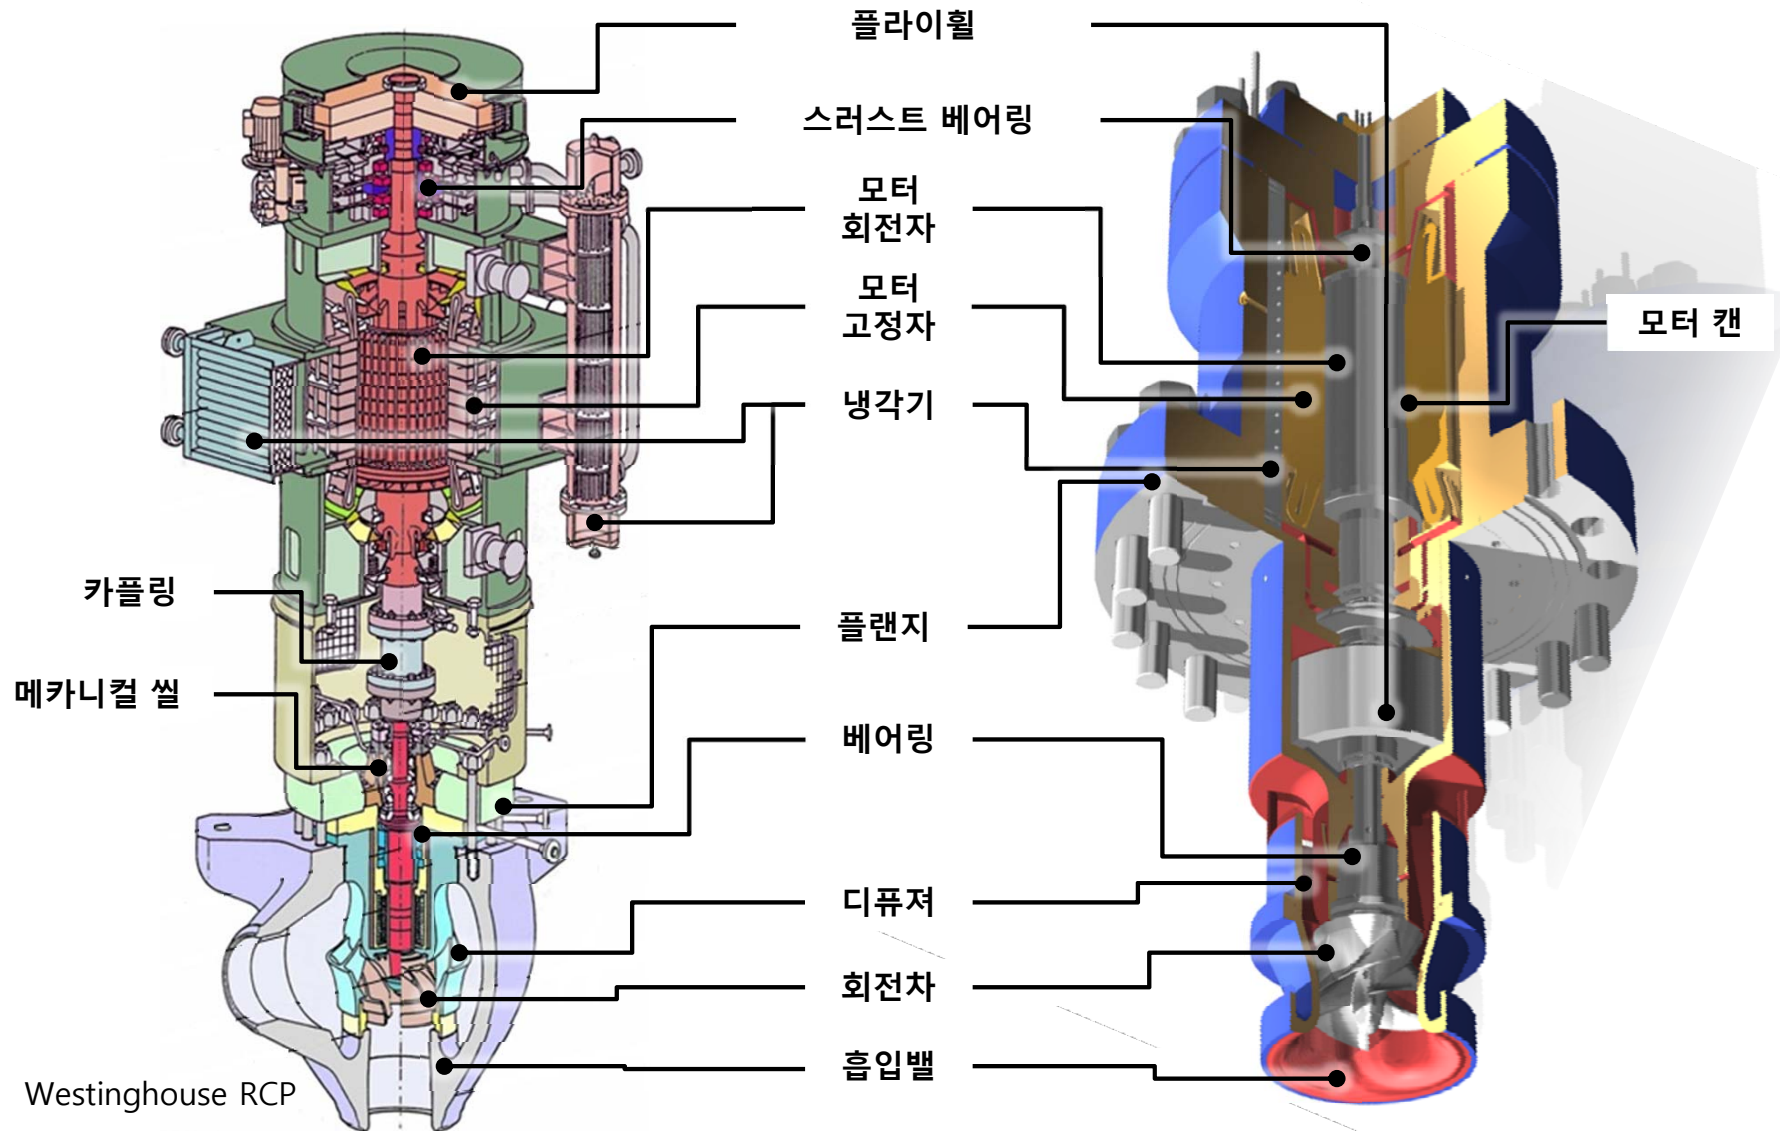 플라이휠
스러스트 베어링
모터
회전자
모터
고정자
모터 캔
냉각기
카플링
플랜지
메카니컬 씰
베어링
디퓨져
회전차
흡입밸
Westinghouse RCP